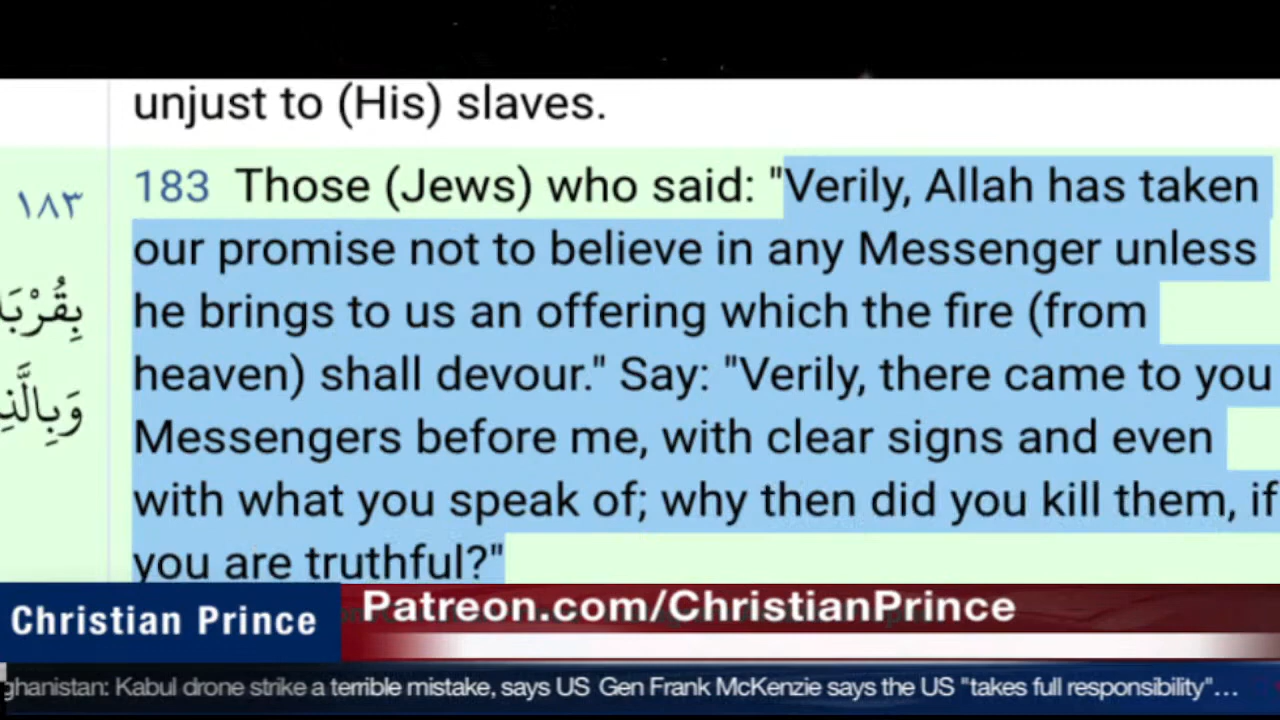 unjust to (His) slaves.
183 Those (Jews) who said: "Verily, Allah has taken
our promise not to believe in any Messenger unless
he brings to us an offering which the fire (from
heaven) shall devour." Say: "Verily, there came to you
Messengers before me, with clear signs and even
with what you speak of; why then did you kill them, if
you are truthful?"
١٨٣
Christian Prince
Patreon.com/ChristianPrince
ghanistan: Kabul drone strike a terrible mistake, says US Gen Frank McKenzie says the US "takes full responsibility"...